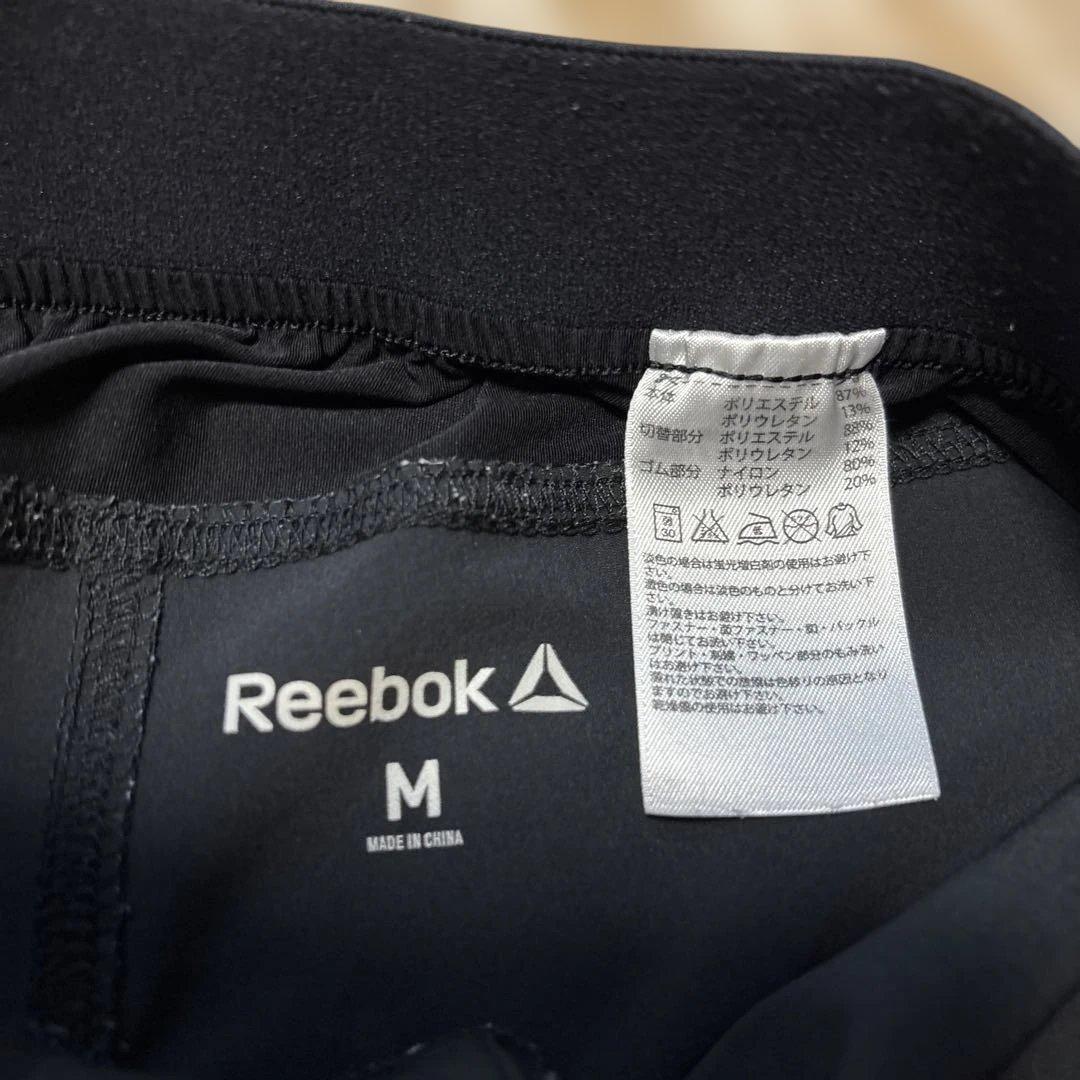 本体 ポリエステル 87%
ポリウレタン 13%
切替部分 ポリエステル 88%
ポリウレタン 12%
ゴム部分 ナイロン 80%
ポリウレタン 20%
弱
30
淡色の場合は蛍光増白剤の使用はお避け下
さい。
濃色の場合は淡色のものと分けてお洗い下
さい。
漬け置きはお避け下さい。
ファスナー・面ファスナー・釦・バックル
は閉じてお洗い下さい。
プリント・刺繍・ワッペン部分のもみ洗い
はお避け下さい。
濡れた状態での放置は色移りの原因となり
ますのでお避け下さい。
乾燥機の使用はお避け下さい。
Reebok
M
MADE IN CHINA